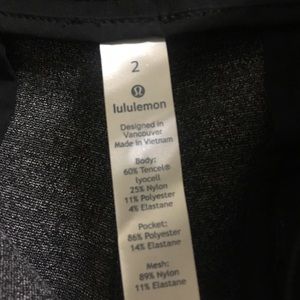 2
lululemon
Designed in
Vancouver
Made in Vietnam
Body:
60% Tencel®
lyocell
25% Nylon
11% Polyester
4% Elastane
Pocket:
86% Polyester
14% Elastane
Mesh:
89% Nylon
11% Elastane